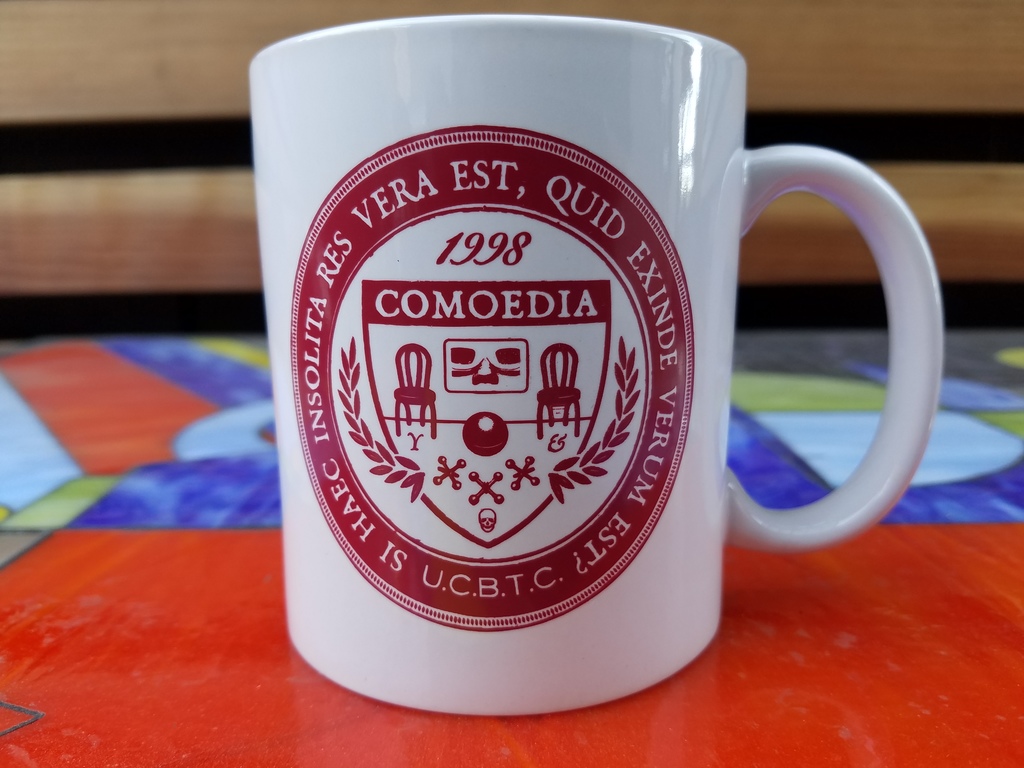 SI HAEC INSOLITA RES VERA EST, QUID EXINDE VERUM EST?
1998
COMOEDIA
&
U.C.B.T.C.